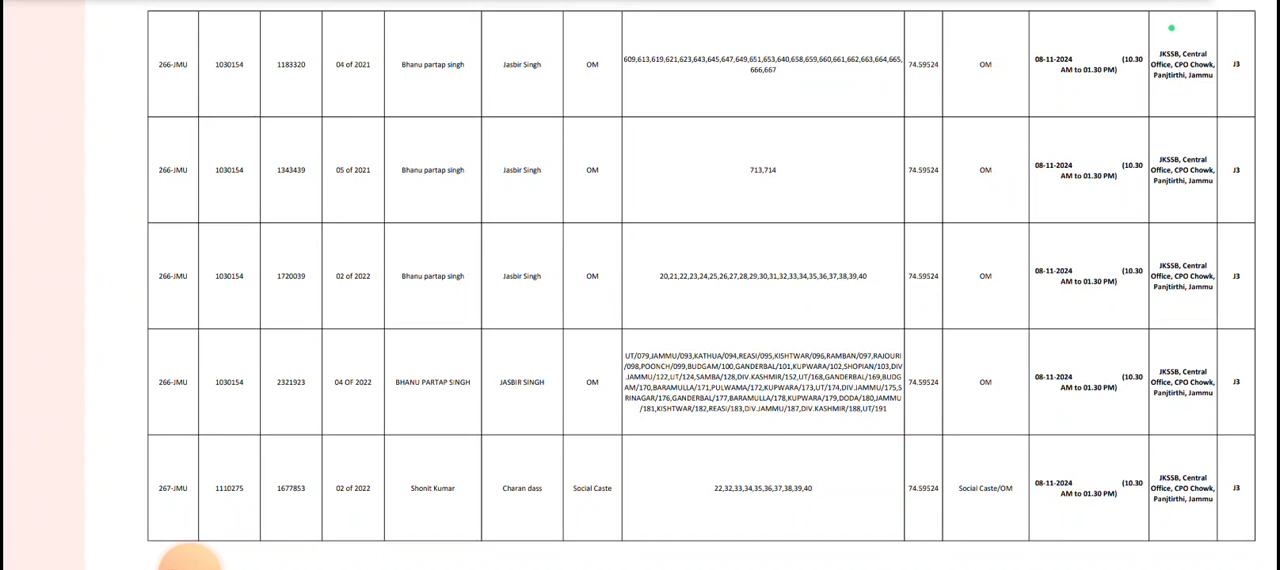 266-JMU 1030154 1183320 04 of 2021 Bhanu partap singh Jasbir Singh OM 609,613,619,621,623,643,645,647,649,651,653,640,658,659,660,661,662,663,664,665,
666,667 74.59524 OM 08-11-2024 (10.30
AM to 01.30 PM) JKSSB, Central
Office, CPO Chowk,
Panjtirthi, Jammu J3
266-JMU 1030154 1343439 05 of 2021 Bhanu partap singh Jasbir Singh OM 713,714 74.59524 OM 08-11-2024 (10.30
AM to 01.30 PM) JKSSB, Central
Office, CPO Chowk,
Panjtirthi, Jammu J3
266-JMU 1030154 1720039 02 of 2022 Bhanu partap singh Jasbir Singh OM 20,21,22,23,24,25,26,27,28,29,30,31,32,33,34,35,36,37,38,39,40 74.59524 OM 08-11-2024 (10.30
AM to 01.30 PM) JKSSB, Central
Office, CPO Chowk,
Panjtirthi, Jammu J3
266-JMU 1030154 2321923 04 OF 2022 BHANU PARTAP SINGH JASBIR SINGH OM UT/079,JAMMU/093,KATHUA/094,REASI/095,KISHTWAR/096,RAMBAN/097,RAJOURI
/098,POONCH/099,BUDGAM/100,GANDERBAL/101,KUPWARA/102,SHOPIAN/103,DIV
.JAMMU/122,UT/124,SAMBA/128,DIV.KASHMIR/152,UT/168,GANDERBAL/169,BUDG
AM/170,BARAMULLA/171,PULWAMA/172,KUPWARA/173,UT/174,DIV.JAMMU/175,S
RINAGAR/176,GANDERBAL/177,BARAMULLA/178,KUPWARA/179,DODA/180,JAMMU
/181,KISHTWAR/182,REASI/183,DIV.JAMMU/187,DIV.KASHMIR/188,UT/191 74.59524 OM 08-11-2024 (10.30
AM to 01.30 PM) JKSSB, Central
Office, CPO Chowk,
Panjtirthi, Jammu J3
267-JMU 1110275 1677853 02 of 2022 Shonit Kumar Charan dass Social Caste 22,32,33,34,35,36,37,38,39,40 74.59524 Social Caste/OM 08-11-2024 (10.30
AM to 01.30 PM) JKSSB, Central
Office, CPO Chowk,
Panjtirthi, Jammu J3